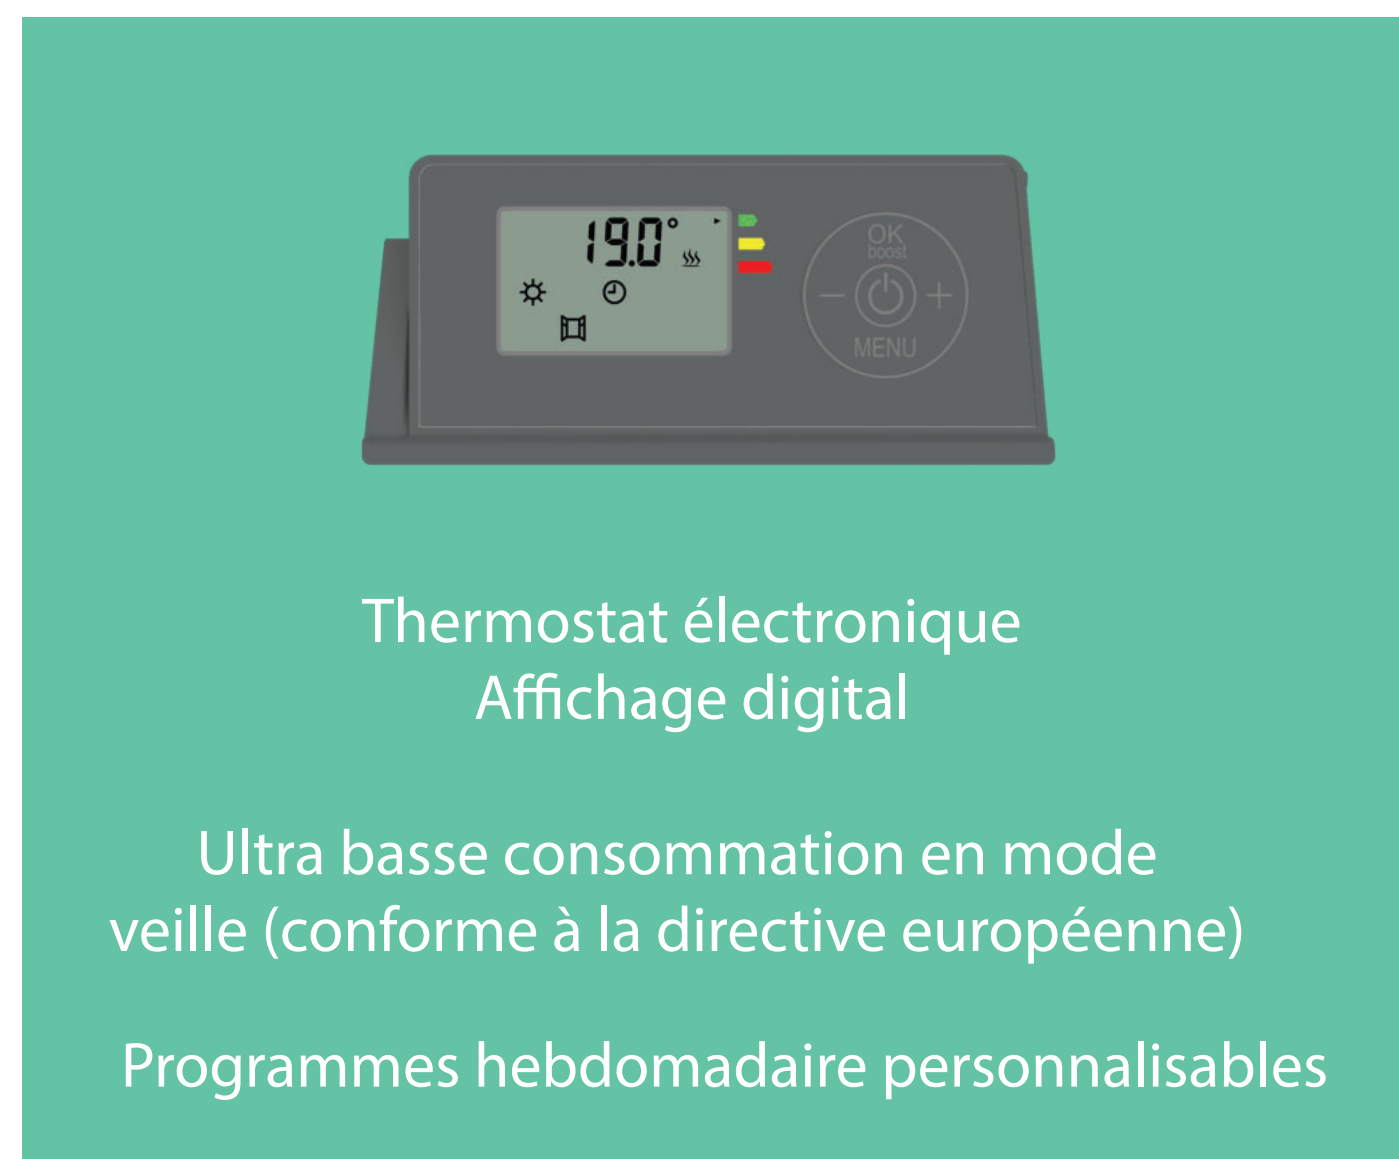 19.0°
OK
boost
− +
MENU
Thermostat électronique
Affichage digital
Ultra basse consommation en mode
veille (conforme à la directive européenne)
Programmes hebdomadaire personnalisables